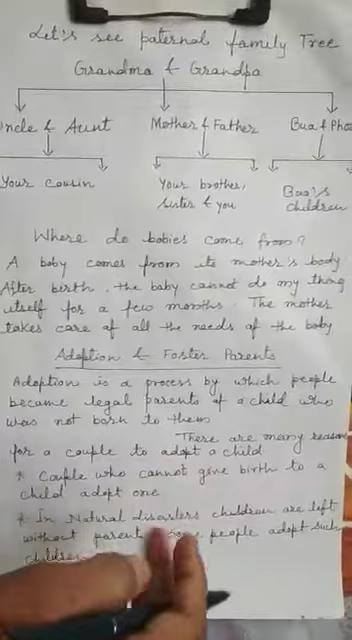 Let's see paternal family Tree
Grandma & Grandpa
Uncle & Aunt Mother & Father Bua &
Your cousin Your brother, sister & you Bua's children
Where do babies come from?
A baby comes from its mother's body
After birth, the baby cannot do any thing
itself for a few months. The mother
takes care of all the needs of the baby
Adoption & Foster Parents
Adoption is a process by which people
became legal parents of a child who
was not born to them
There are many reason
for a couple to adopt a child
* Couple who cannot give birth to a
child adopt one
* In Natural disasters children are left
without parent people adopt such
children